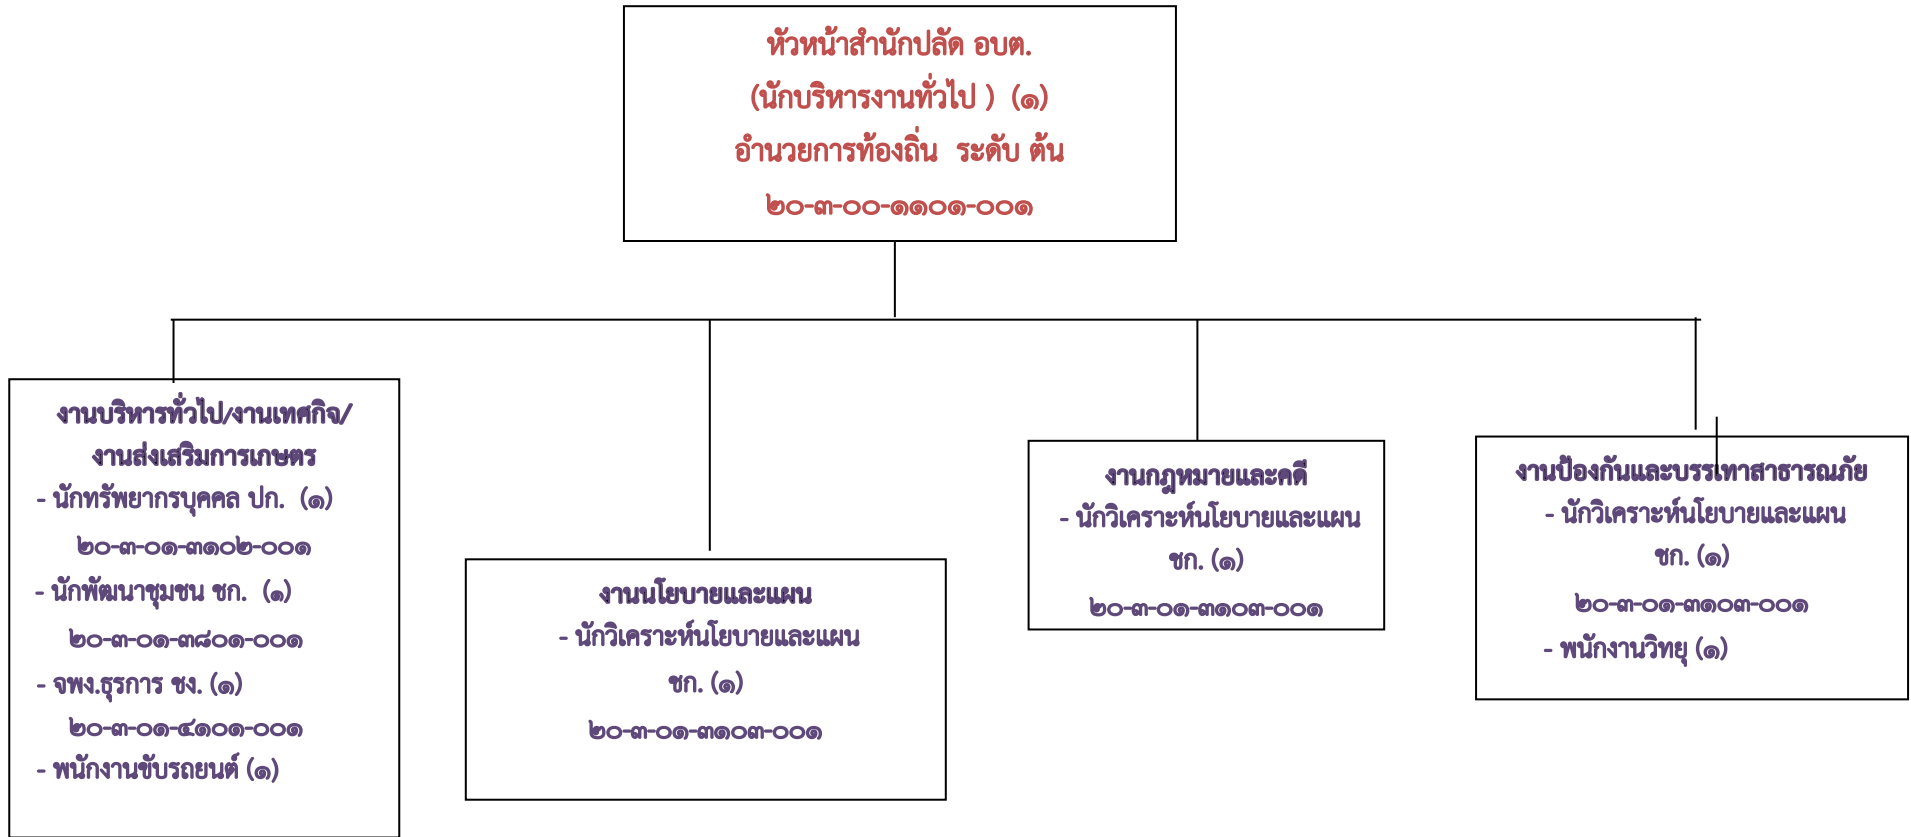 หัวหน้าสำนักปลัด อบต.
(นักบริหารงานทั่วไป ) (๑)
อำนวยการท้องถิ่น ระดับ ต้น
๒๐-๓-๐๐-๑๑๐๑-๐๐๑
งานบริหารทั่วไป/งานเทศกิจ/
งานส่งเสริมการเกษตร
- นักทรัพยากรบุคคล ปก. (๑)
๒๐-๓-๐๑-๓๑๐๒-๐๐๑
- นักพัฒนาชุมชน ชก. (๑)
๒๐-๓-๐๑-๓๘๐๑-๐๐๑
- จพง.ธุรการ ชง. (๑)
๒๐-๓-๐๑-๔๑๐๑-๐๐๑
- พนักงานขับรถยนต์ (๑)
งานนโยบายและแผน
- นักวิเคราะห์นโยบายและแผน
ชก. (๑)
๒๐-๓-๐๑-๓๑๐๓-๐๐๑
งานกฎหมายและคดี
- นักวิเคราะห์นโยบายและแผน
ชก. (๑)
๒๐-๓-๐๑-๓๑๐๓-๐๐๑
งานป้องกันและบรรเทาสาธารณภัย
- นักวิเคราะห์นโยบายและแผน
ชก. (๑)
๒๐-๓-๐๑-๓๑๐๓-๐๐๑
- พนักงานวิทยุ (๑)